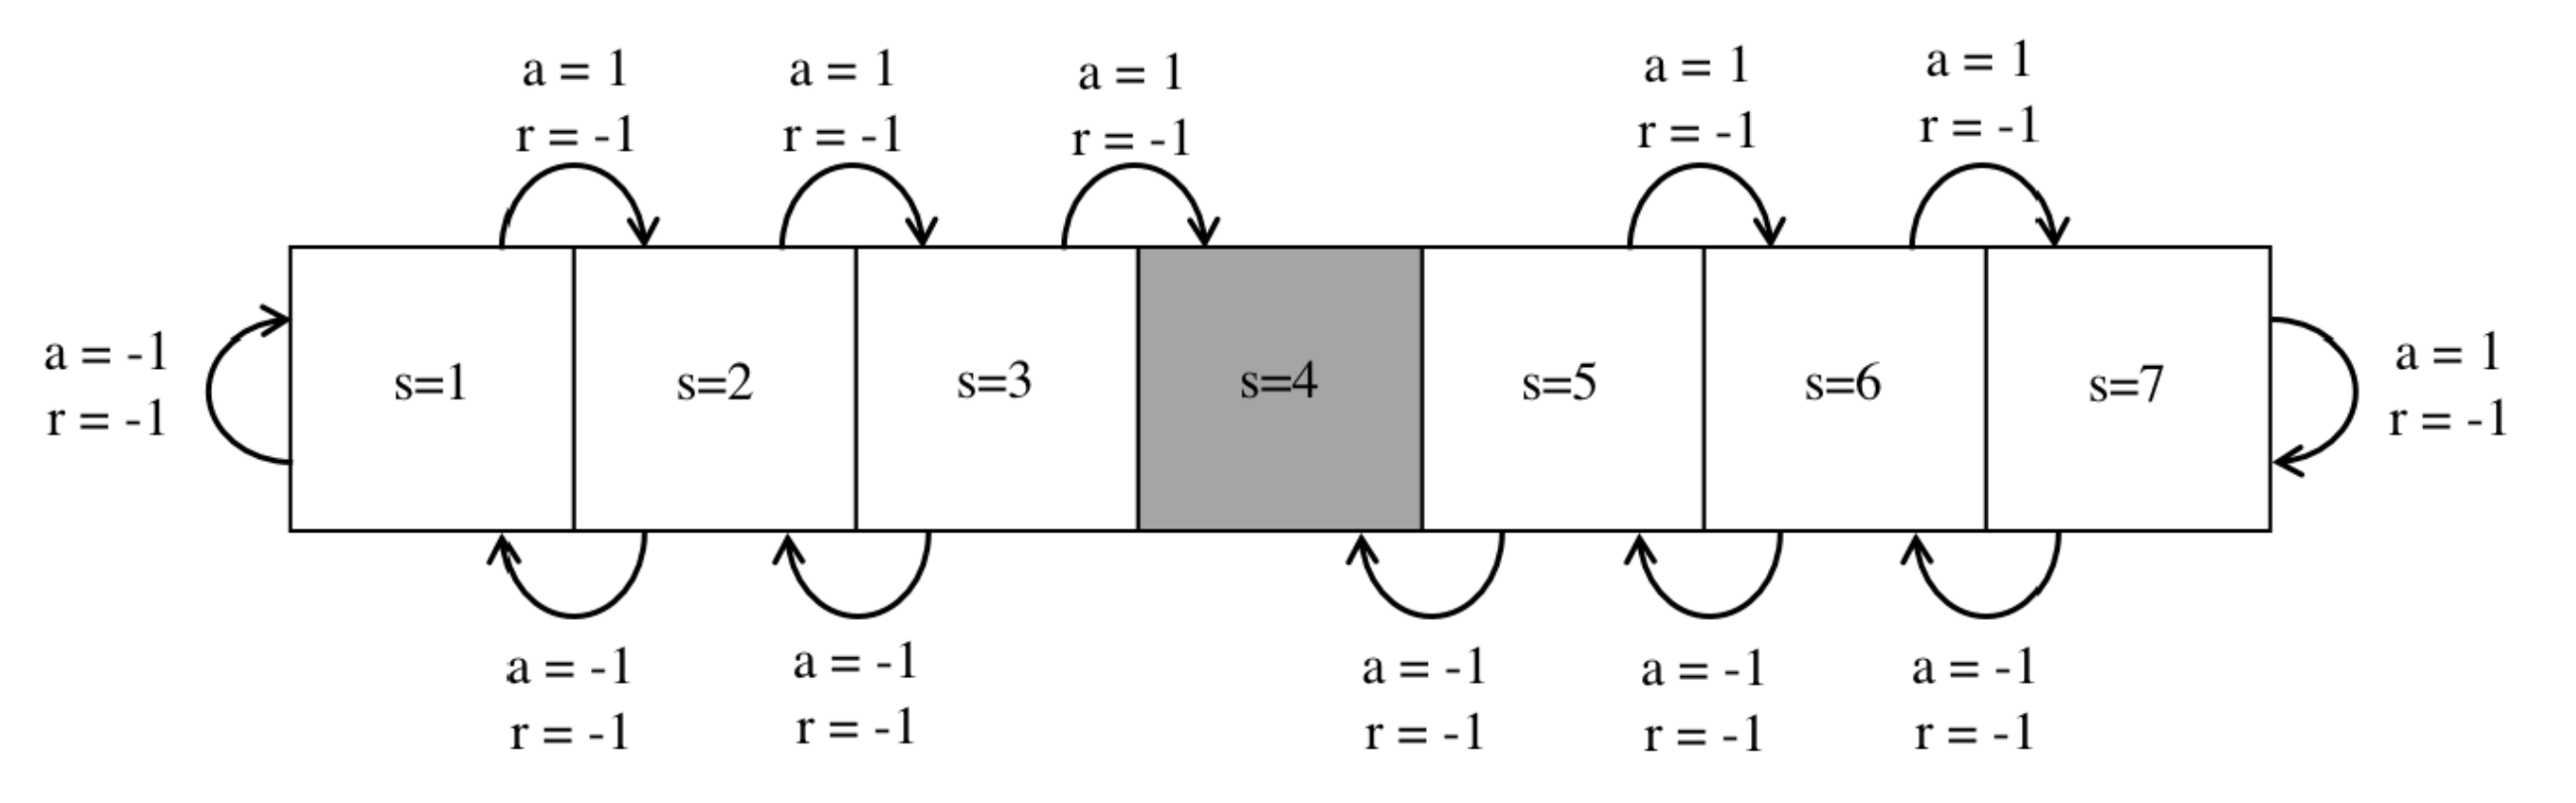 a = 1
r = -1
a = 1
r = -1
a = 1
r = -1
a = 1
r = -1
a = 1
r = -1
a = -1
r = -1
s=1
s=2
s=3
s=4
s=5
s=6
s=7
a = 1
r = -1
a = -1
r = -1
a = -1
r = -1
a = -1
r = -1
a = -1
r = -1
a = -1
r = -1